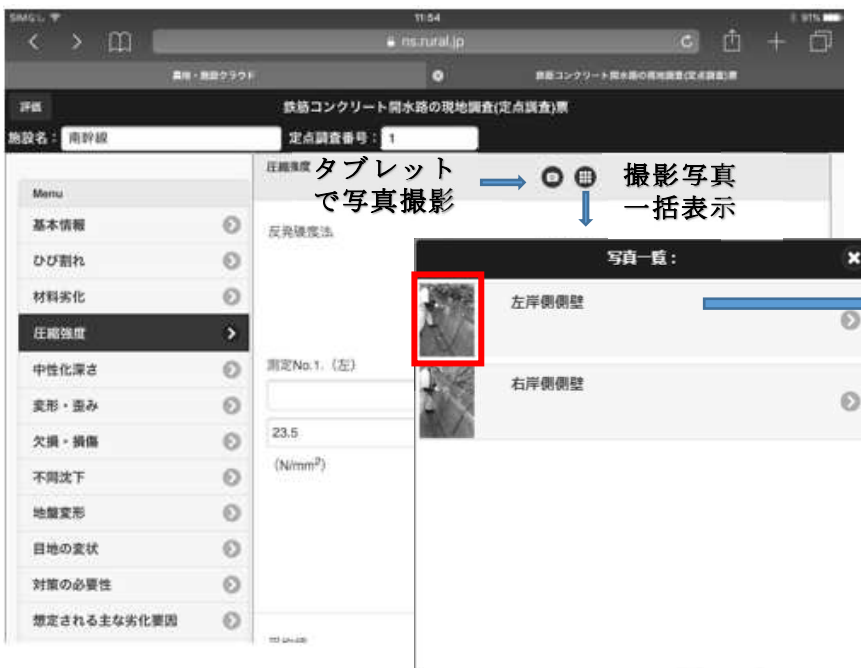 11:54
91%
ns.rural.jp
農地・施設クラウド
鉄筋コンクリート開水路の現地調査(定点調査)票
評価
鉄筋コンクリート開水路の現地調査(定点調査)票
施設名：
南幹線
定点調査番号：
1
圧縮強度
タブレット
で写真撮影
撮影写真
一括表示
Menu
基本情報
ひび割れ
材料劣化
圧縮強度
中性化深さ
変形・歪み
欠損・損傷
不同沈下
地盤変形
目地の変状
対策の必要性
想定される主な劣化要因
反発硬度法
測定No.1.（左）
23.5
（N/mm²）
写真一覧：
左岸側側壁
右岸側側壁